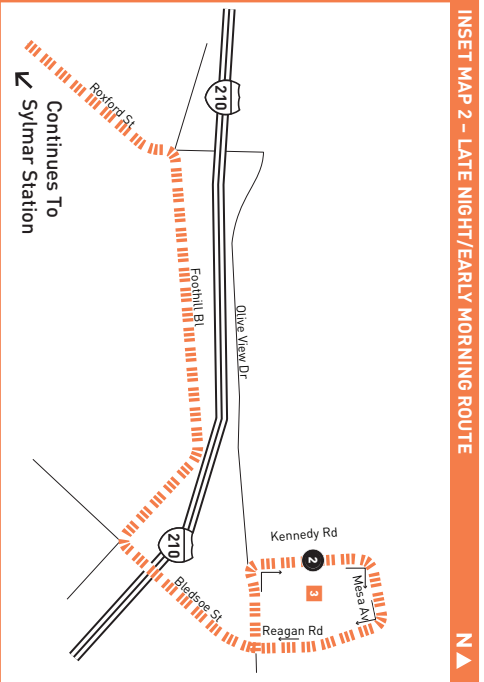 INSET MAP 2 – LATE NIGHT/EARLY MORNING ROUTE
N
210
Roxford St
Continues To
Sylmar Station
Foothill Bl
Olive View Dr
210
Kennedy Rd
2
3
Mesa Av
Reagan Rd
Bledsoe St